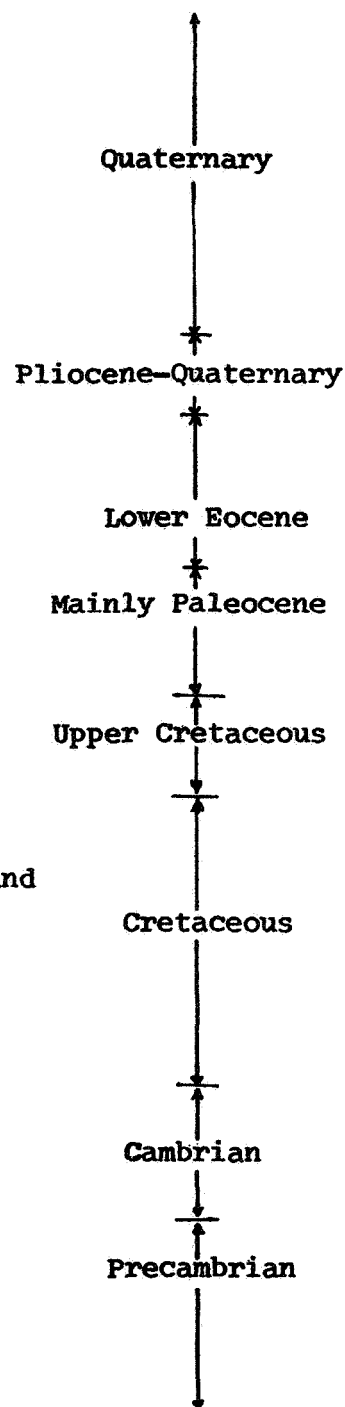 Quaternary
Pliocene-Quaternary
Lower Eocene
Mainly Paleocene
Upper Cretaceous
Cretaceous
Cambrian
Precambrian